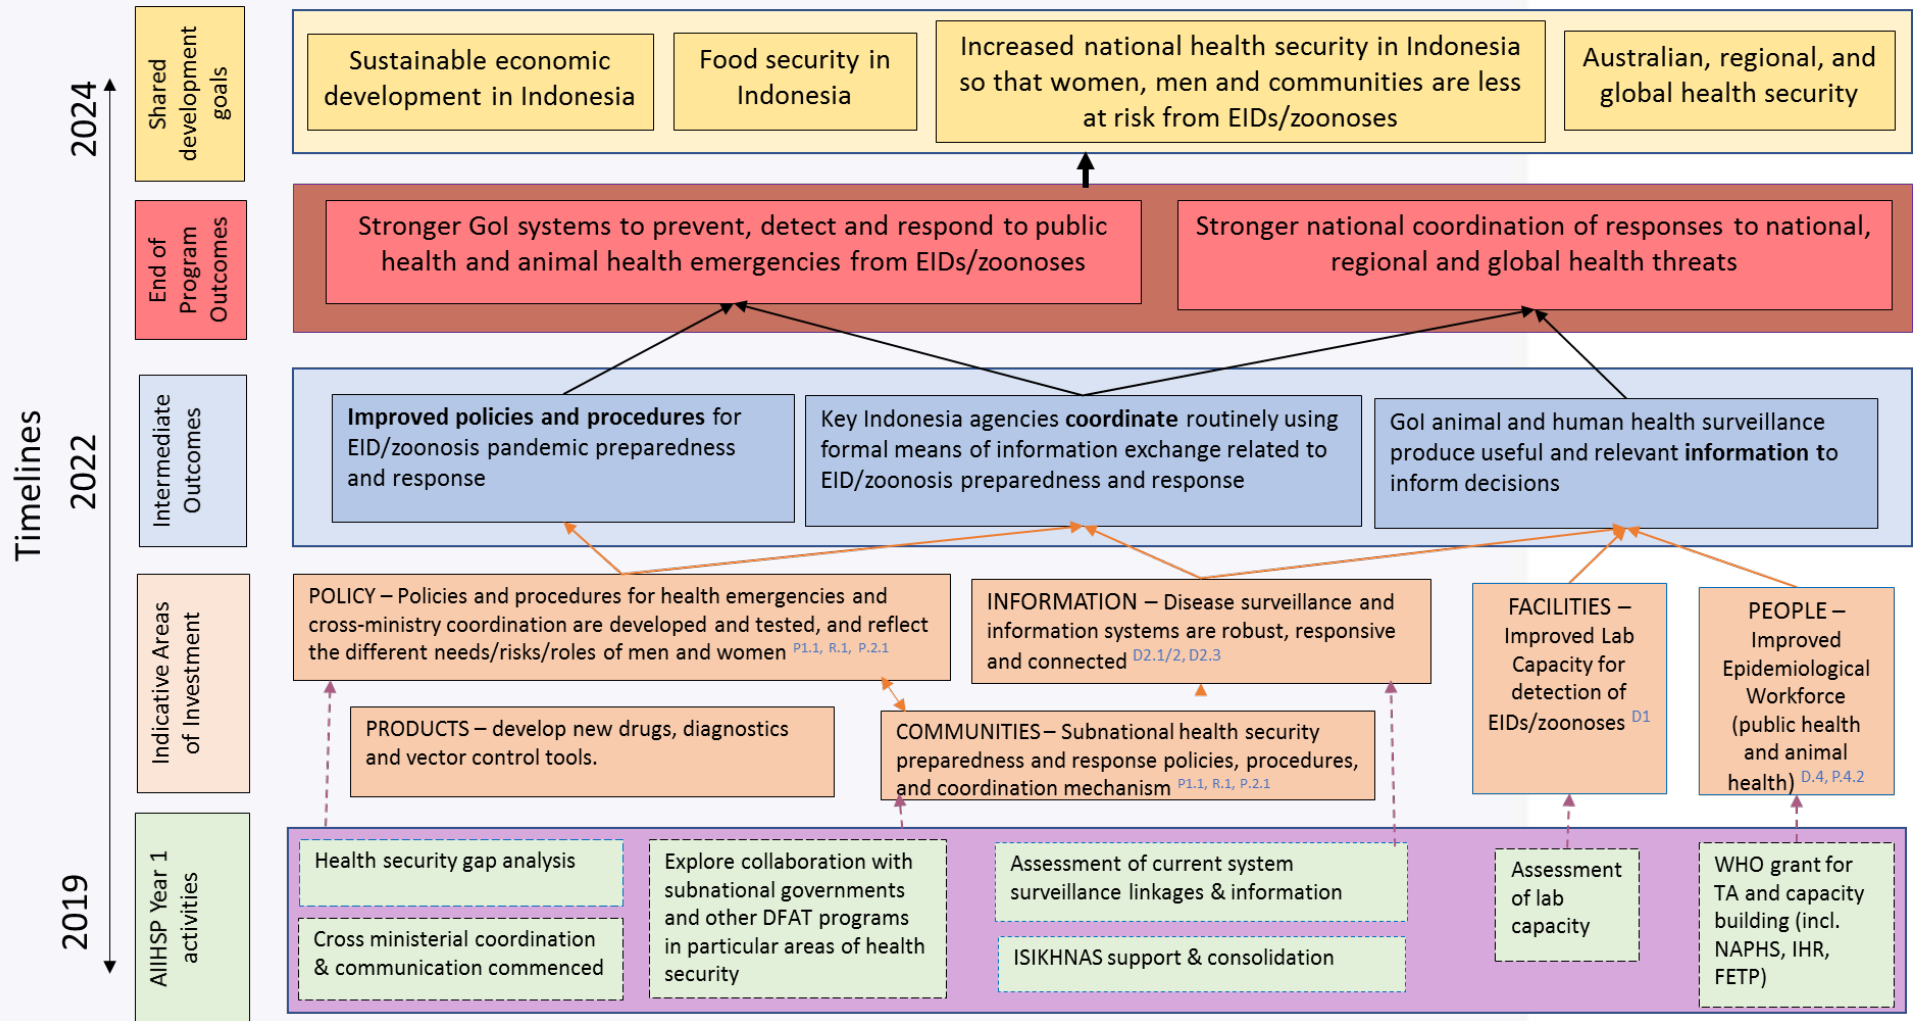 Timelines
2024
2022
2019
Shared
development
goals
Sustainable economic
development in Indonesia
Food security in
Indonesia
Increased national health security in Indonesia
so that women, men and communities are less
at risk from EIDs/zoonoses
Australian, regional, and
global health security
End of
Program
Outcomes
Stronger GoI systems to prevent, detect and respond to public
health and animal health emergencies from EIDs/zoonoses
Stronger national coordination of responses to national,
regional and global health threats
Intermediate
Outcomes
Improved policies and procedures for
EID/zoonosis pandemic preparedness
and response
Key Indonesia agencies coordinate routinely using
formal means of information exchange related to
EID/zoonosis preparedness and response
GoI animal and human health surveillance
produce useful and relevant information to
inform decisions
Indicative Areas
of Investment
POLICY – Policies and procedures for health emergencies and
cross-ministry coordination are developed and tested, and reflect
the different needs/risks/roles of men and women P1.1, R.1, P.2.1
INFORMATION – Disease surveillance and
information systems are robust, responsive
and connected D2.1/2, D2.3
FACILITIES –
Improved Lab
Capacity for
detection of
EIDs/zoonoses D1
PEOPLE –
Improved
Epidemiological
Workforce
(public health
and animal
health) D.4, P.4.2
PRODUCTS – develop new drugs, diagnostics
and vector control tools.
COMMUNITIES – Subnational health security
preparedness and response policies, procedures,
and coordination mechanism P1.1, R.1, P.2.1
AIIHSP Year 1
activities
Health security gap analysis
Cross ministerial coordination
& communication commenced
Explore collaboration with
subnational governments
and other DFAT programs
in particular areas of health
security
Assessment of current system
surveillance linkages & information
ISIKHNAS support & consolidation
Assessment
of lab
capacity
WHO grant for
TA and capacity
building (incl.
NAPHS, IHR,
FETP)